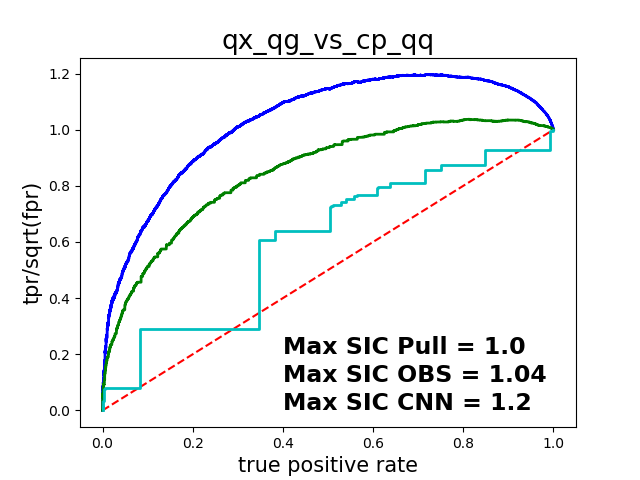 qx_qg_vs_cp_qq
tpr/sqrt(fpr)
1.2
1.0
0.8
0.6
0.4
0.2
0.0
Max SIC Pull = 1.0
Max SIC OBS = 1.04
Max SIC CNN = 1.2
0.0 0.2 0.4 0.6 0.8 1.0
true positive rate